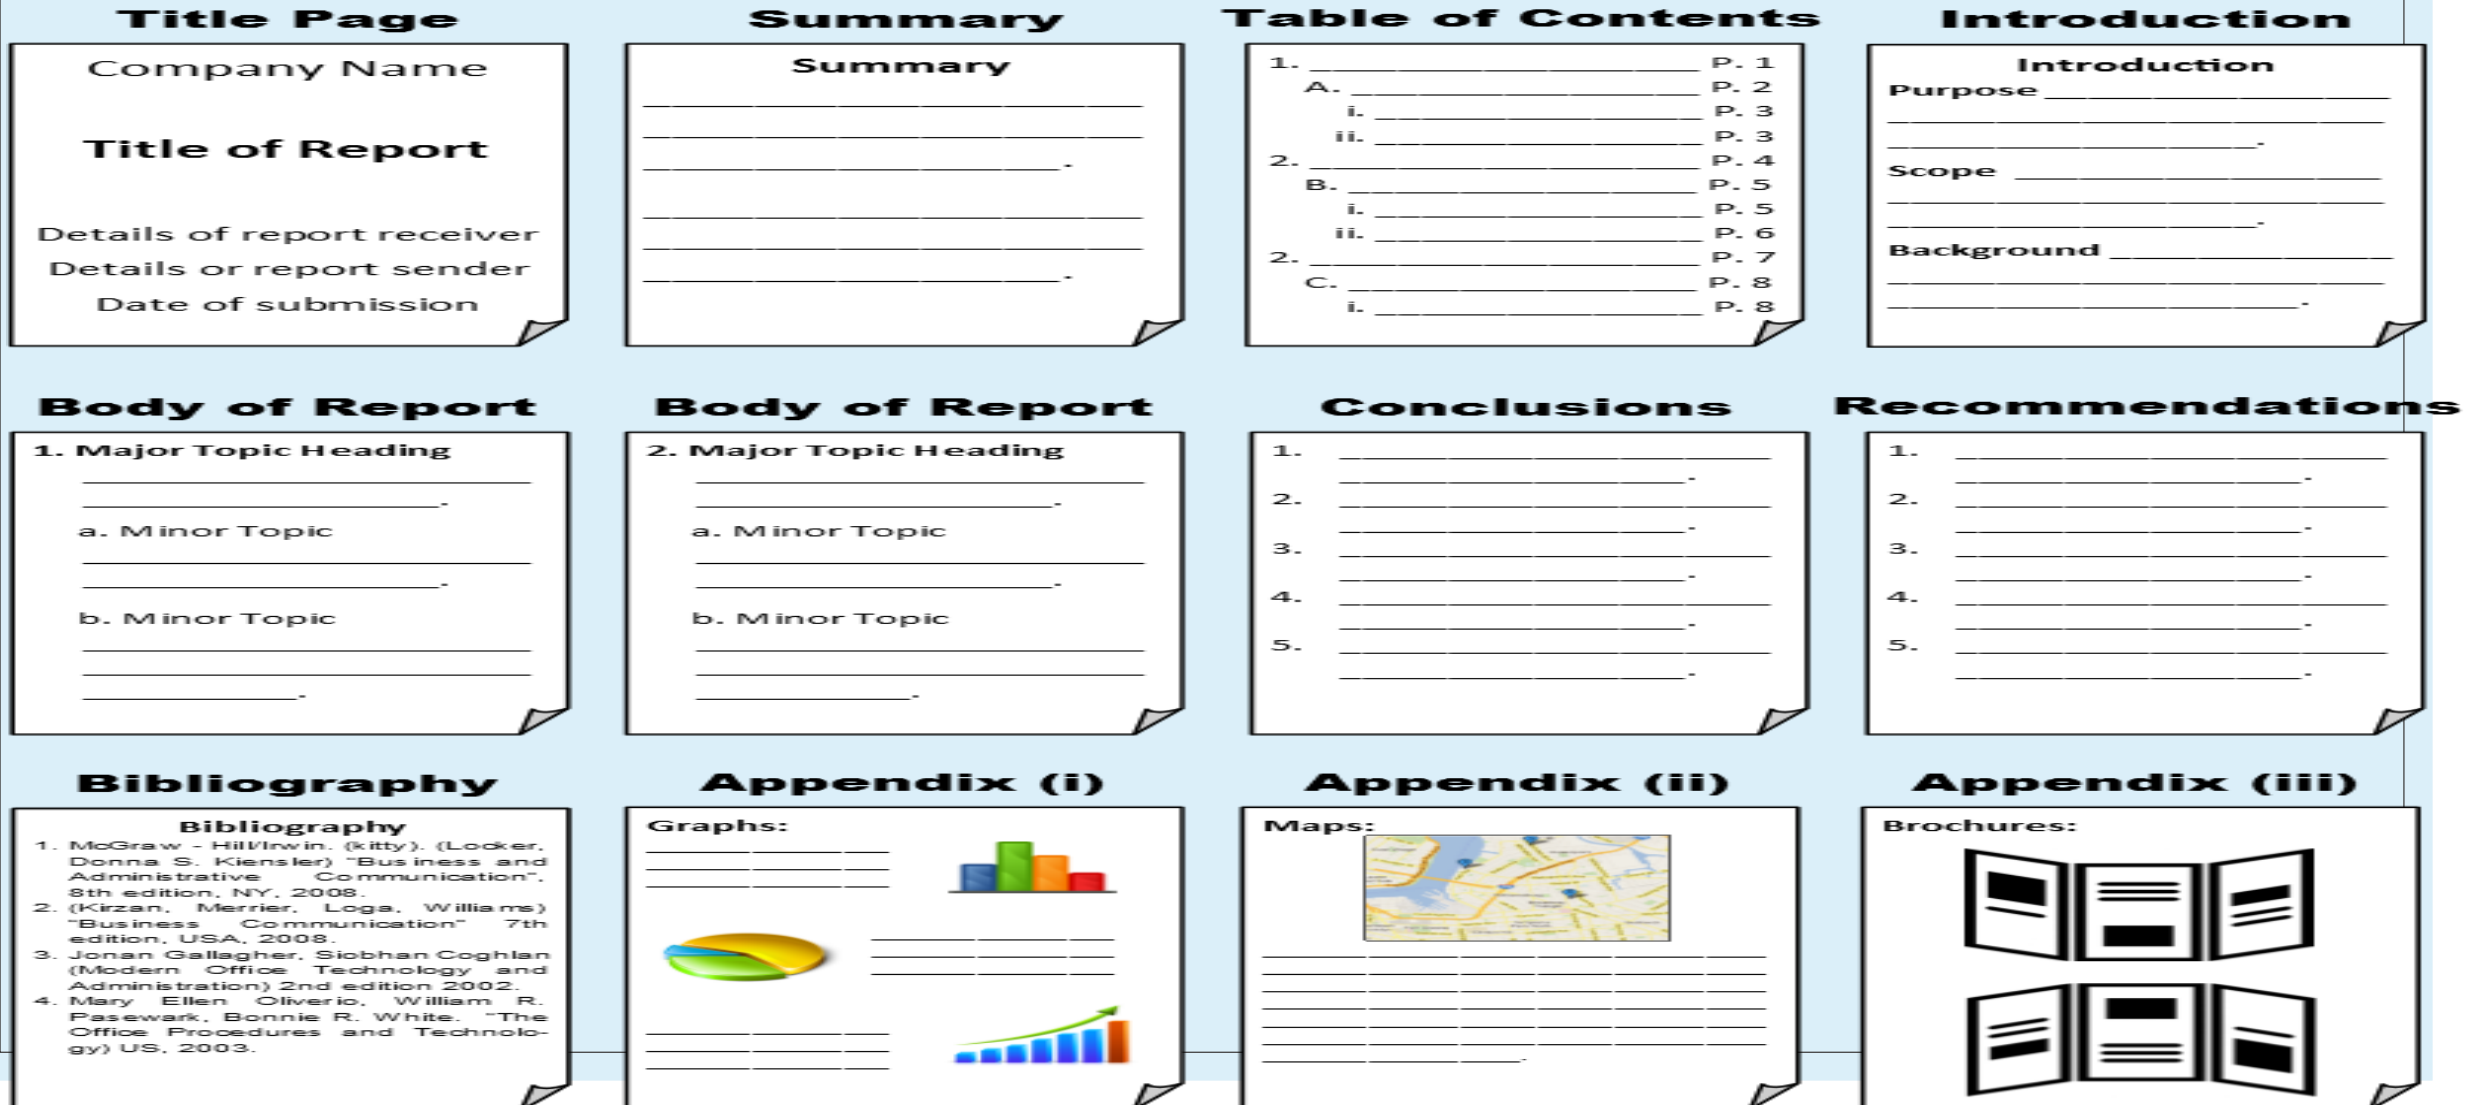 Title Page
Company Name
Title of Report
Details of report receiver
Details or report sender
Date of submission
Summary
Summary
Table of Contents
1. P. 1
A. P. 2
i. P. 3
ii. P. 3
2. P. 4
B. P. 5
i. P. 5
ii. P. 6
2. P. 7
C. P. 8
i. P. 8
Introduction
Introduction
Purpose
Scope
Background
Body of Report
1. Major Topic Heading
a. Minor Topic
b. Minor Topic
Body of Report
2. Major Topic Heading
a. Minor Topic
b. Minor Topic
Conclusions
1.
2.
3.
4.
5.
Recommendations
1.
2.
3.
4.
5.
Bibliography
Bibliography
1. McGraw - Hill/Irwin. (kitty). (Locker,
Donna S. Kiensler) "Business and
Administrative Communication",
8th edition, NY, 2008.
2. (Kirzan, Merrier, Loga, Williams)
"Business Communication" 7th
edition, USA, 2008.
3. Jonan Gallagher, Siobhan Coghlan
(Modern Office Technology and
Administration) 2nd edition 2002.
4. Mary Ellen Oliverio, William R.
Pasewark, Bonnie R. White. "The
Office Procedures and Technolo-
gy) US, 2003.
Appendix (i)
Graphs:
Appendix (ii)
Maps:
Appendix (iii)
Brochures: